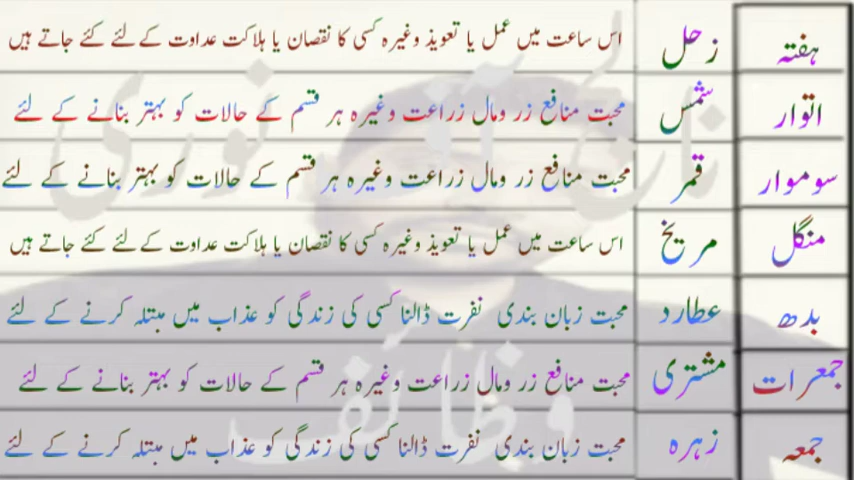 ہفتہ زحل اس ساعت میں عمل یا تعویذ وغیرہ کسی کا نقصان یا ہلاکت عداوت کے لئے کئے جاتے ہیں
اتوار شمس محبت منافع زر ومال زراعت وغیرہ ہر قسم کے حالات کو بہتر بنانے کے لئے
سوموار قمر محبت منافع زر ومال زراعت وغیرہ ہر قسم کے حالات کو بہتر بنانے کے لئے
منگل مریخ اس ساعت میں عمل یا تعویذ وغیرہ کسی کا نقصان یا ہلاکت عداوت کے لئے کئے جاتے ہیں
بدھ عطارد محبت زبان بندی نفرت ڈالنا کسی کی زندگی کو عذاب میں مبتلہ کرنے کے لئے
جمعرات مشتری محبت منافع زر ومال زراعت وغیرہ ہر قسم کے حالات کو بہتر بنانے کے لئے
جمعہ زہرہ محبت زبان بندی نفرت ڈالنا کسی کی زندگی کو عذاب میں مبتلہ کرنے کے لئے
نوری
وظائف